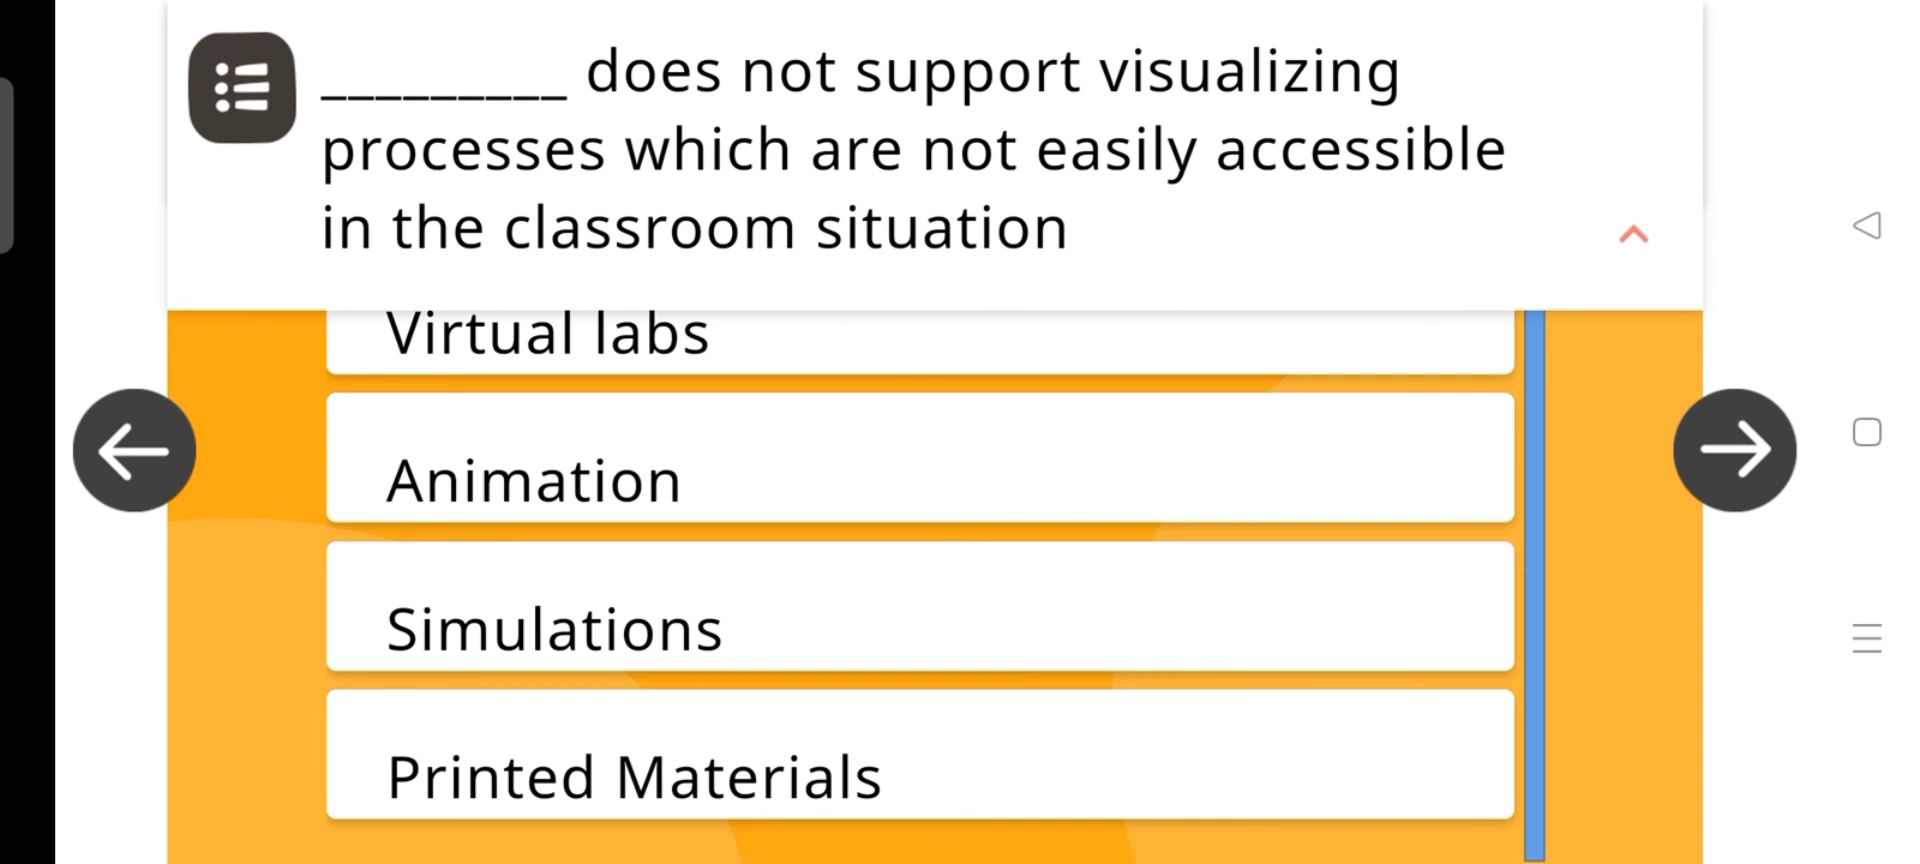 _________ does not support visualizing
processes which are not easily accessible
in the classroom situation
Virtual labs
Animation
Simulations
Printed Materials